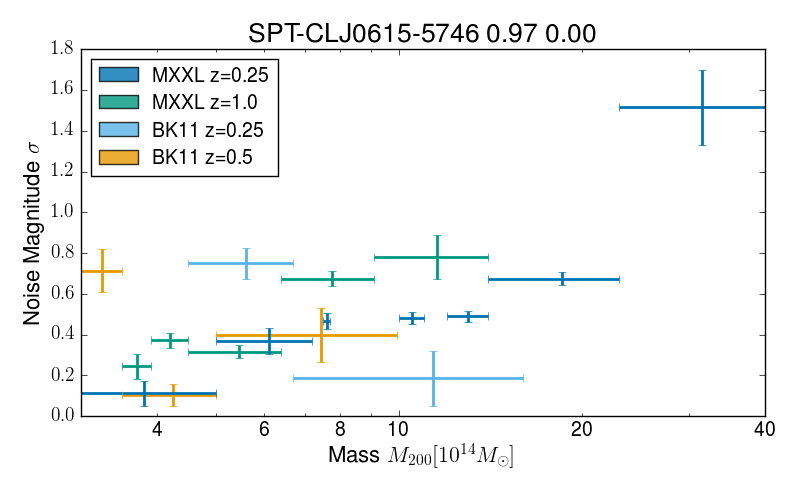 SPT-CLJ0615-5746 0.97 0.00
1.8
1.6
1.4
1.2
1.0
0.8
0.6
0.4
0.2
0.0
Noise Magnitude σ
MXXL z=0.25
MXXL z=1.0
BK11 z=0.25
BK11 z=0.5
4 6 8 10 20 40
Mass M₂₀₀[10¹⁴M☉]